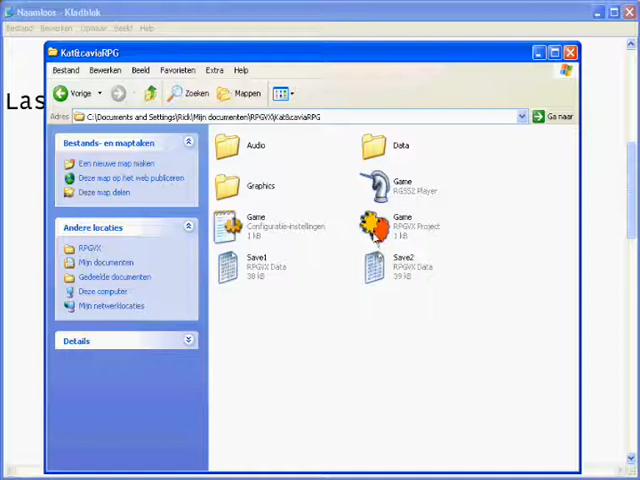 Naamloos - Kladblok
Bestand Bewerken Opmaak Beeld Help
Las
Kat&caviaRPG
Bestand Bewerken Beeld Favorieten Extra Help
Vorige Zoeken Mappen
Adres C:\Documents and Settings\Rick\Mijn documenten\RPGVX\Kat&caviaRPG Ga naar
Bestands- en maptaken
Een nieuwe map maken
Deze map op het web publiceren
Deze map delen
Andere locaties
RPGVX
Mijn documenten
Gedeelde documenten
Deze computer
Mijn netwerklocaties
Details
Audio
Data
Graphics
Game
RGSS2 Player
Game
Configuratie-instellingen
1 kB
Game
RPGVX Project
1 kB
Save1
RPGVX Data
38 kB
Save2
RPGVX Data
39 kB